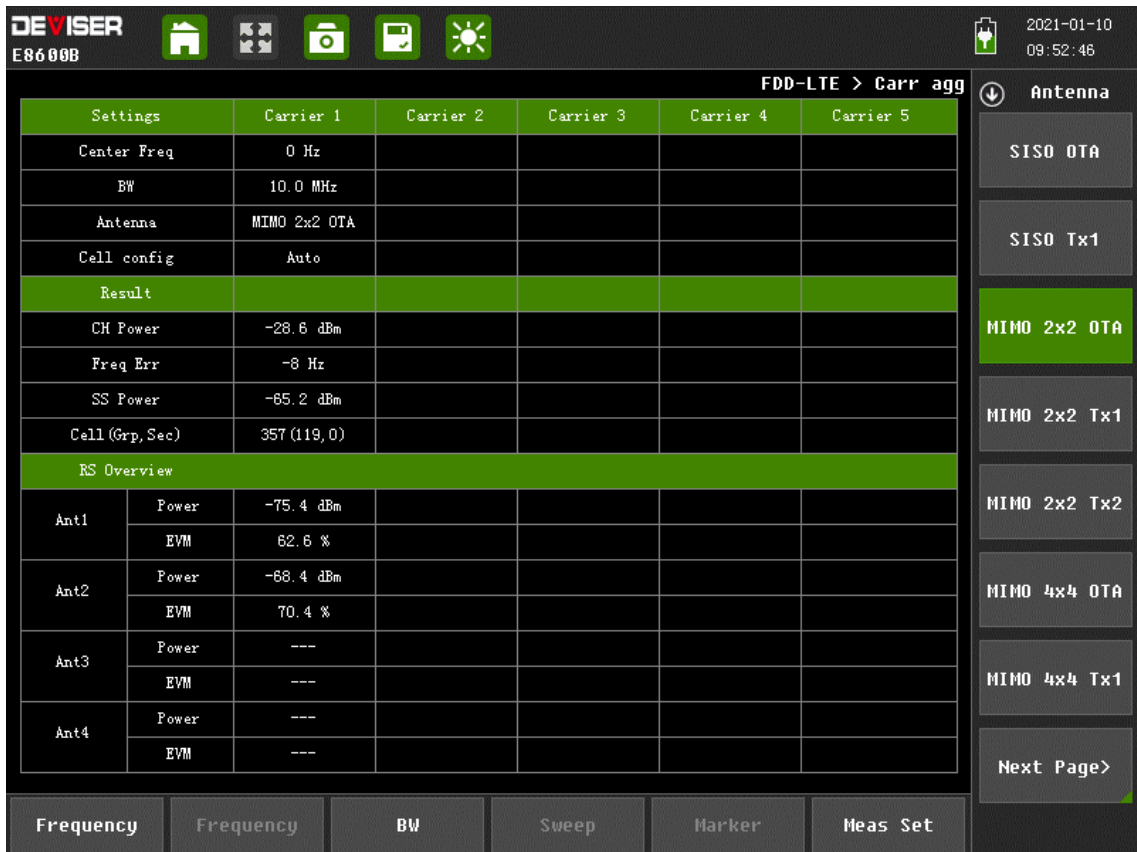 DEVISER
E8600B
2021-01-10
09:52:46
FDD-LTE > Carr agg
Antenna
Settings Carrier 1 Carrier 2 Carrier 3 Carrier 4 Carrier 5
Center Freq 0 Hz
BW 10.0 MHz
Antenna MIMO 2x2 OTA
Cell config Auto
Result
CH Power -28.6 dBm
Freq Err -8 Hz
SS Power -65.2 dBm
Cell(Grp,Sec) 357(119,0)
RS Overview
Ant1 Power -75.4 dBm
EVM 62.6 %
Ant2 Power -68.4 dBm
EVM 70.4 %
Ant3 Power ---
EVM ---
Ant4 Power ---
EVM ---
SISO OTA
SISO Tx1
MIMO 2x2 OTA
MIMO 2x2 Tx1
MIMO 2x2 Tx2
MIMO 4x4 OTA
MIMO 4x4 Tx1
Next Page>
Frequency Frequency BW Sweep Marker Meas Set